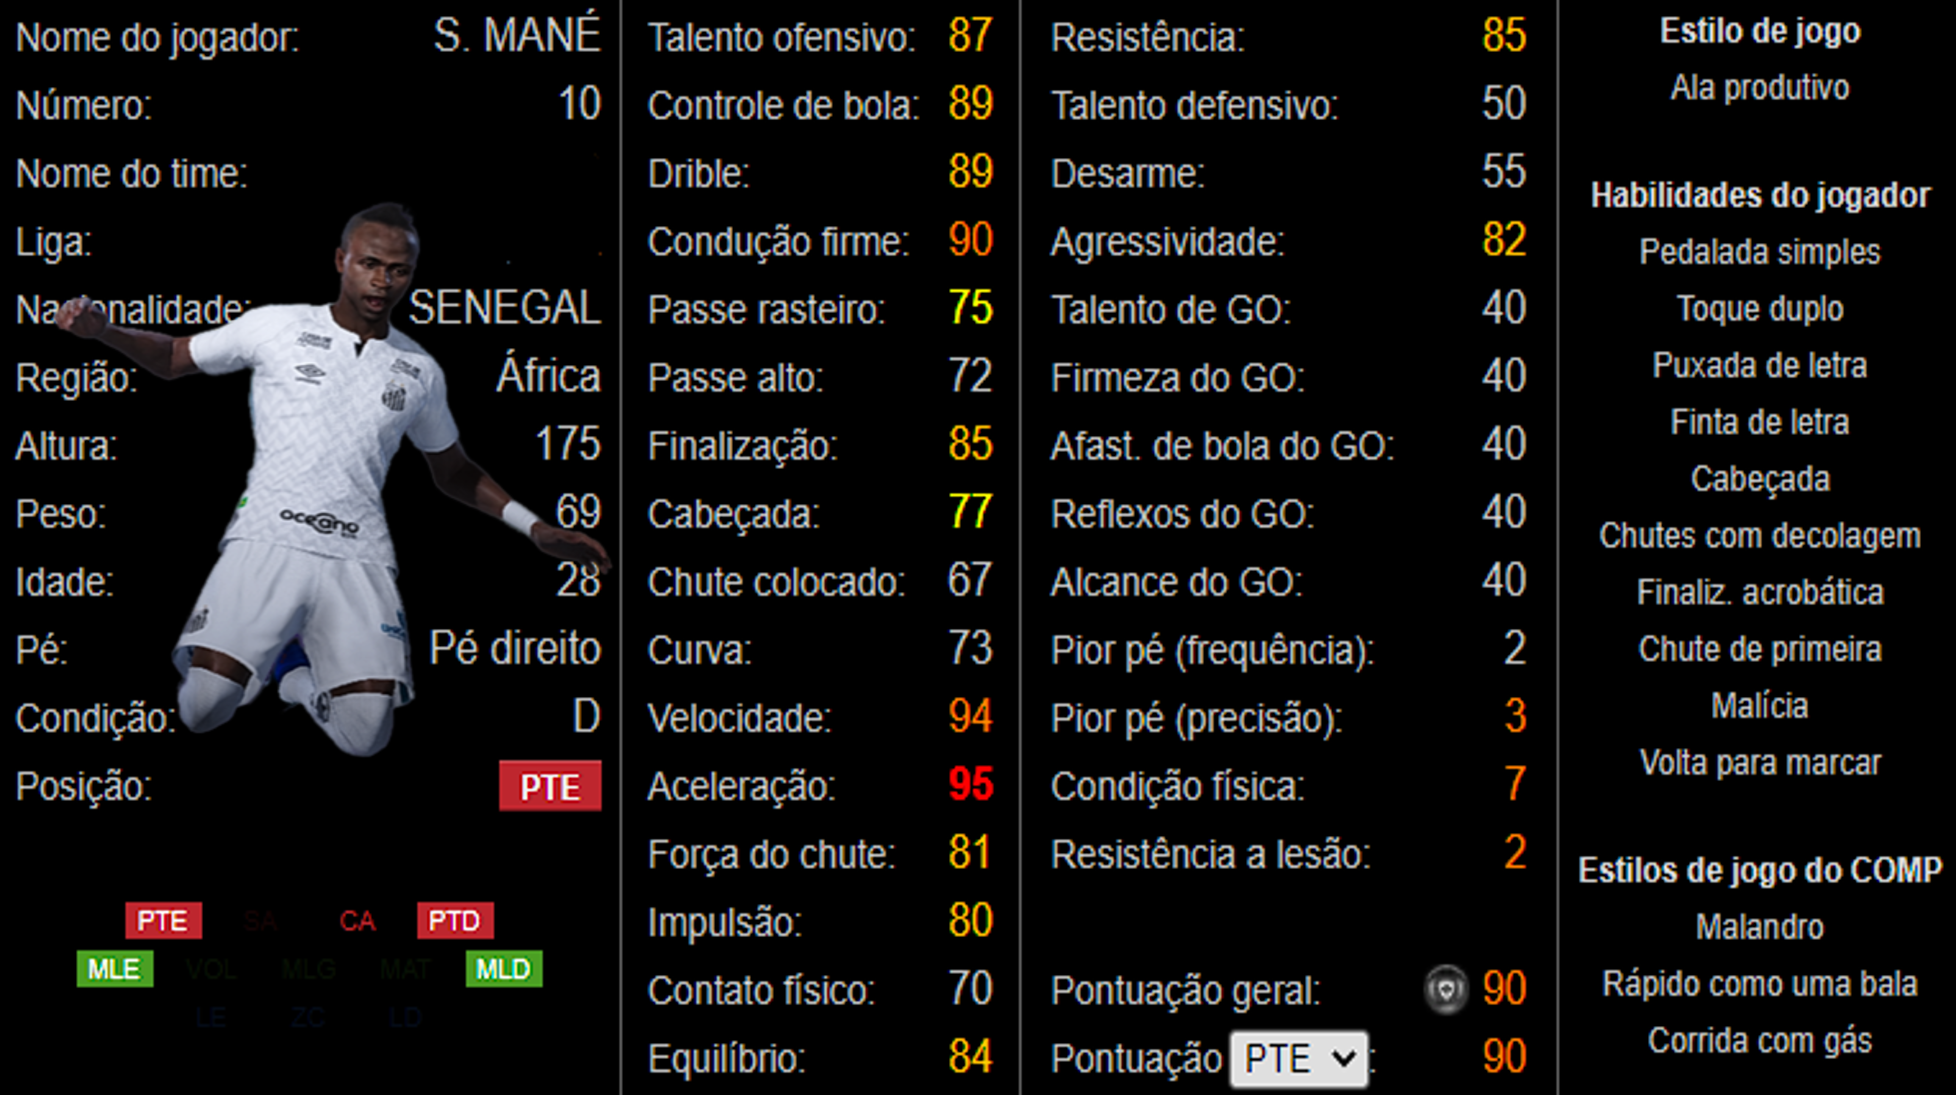 Nome do jogador: S. MANÉ
Número: 10
Nome do time:
Liga:
Nacionalidade: SENEGAL
Região: África
Altura: 175
Peso: 69
Idade: 28
Pé: Pé direito
Condição: D
Posição: PTE
PTE SA CA PTD
MLE VOL MLG MAT MLD
LE ZC LD
oceano
Talento ofensivo: 87
Controle de bola: 89
Drible: 89
Condução firme: 90
Passe rasteiro: 75
Passe alto: 72
Finalização: 85
Cabeçada: 77
Chute colocado: 67
Curva: 73
Velocidade: 94
Aceleração: 95
Força do chute: 81
Impulsão: 80
Contato físico: 70
Equilíbrio: 84
Resistência: 85
Talento defensivo: 50
Desarme: 55
Agressividade: 82
Talento de GO: 40
Firmeza do GO: 40
Afast. de bola do GO: 40
Reflexos do GO: 40
Alcance do GO: 40
Pior pé (frequência): 2
Pior pé (precisão): 3
Condição física: 7
Resistência a lesão: 2
Pontuação geral: 90
Pontuação PTE : 90
Estilo de jogo
Ala produtivo
Habilidades do jogador
Pedalada simples
Toque duplo
Puxada de letra
Finta de letra
Cabeçada
Chutes com decolagem
Finaliz. acrobática
Chute de primeira
Malícia
Volta para marcar
Estilos de jogo do COMP
Malandro
Rápido como uma bala
Corrida com gás